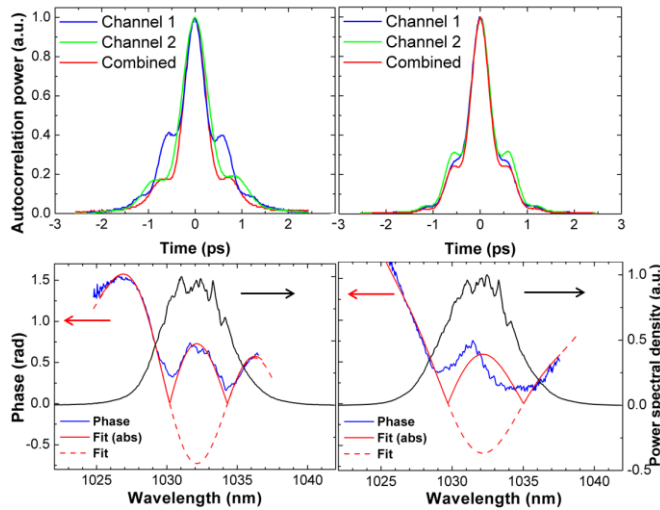 Autocorrelation power (a.u.)
1.0
0.8
0.6
0.4
0.2
0.0
Channel 1
Channel 2
Combined
-3 -2 -1 0 1 2 3
Time (ps)
Channel 1
Channel 2
Combined
-3 -2 -1 0 1 2 3
Time (ps)
Phase (rad)
1.5
1.0
0.5
0.0
-0.5
Phase
Fit (abs)
Fit
1025 1030 1035 1040
Wavelength (nm)
Phase
Fit (abs)
Fit
1025 1030 1035 1040
Wavelength (nm)
1.0
0.5
0.0
-0.5
Power spectral density (a.u.)